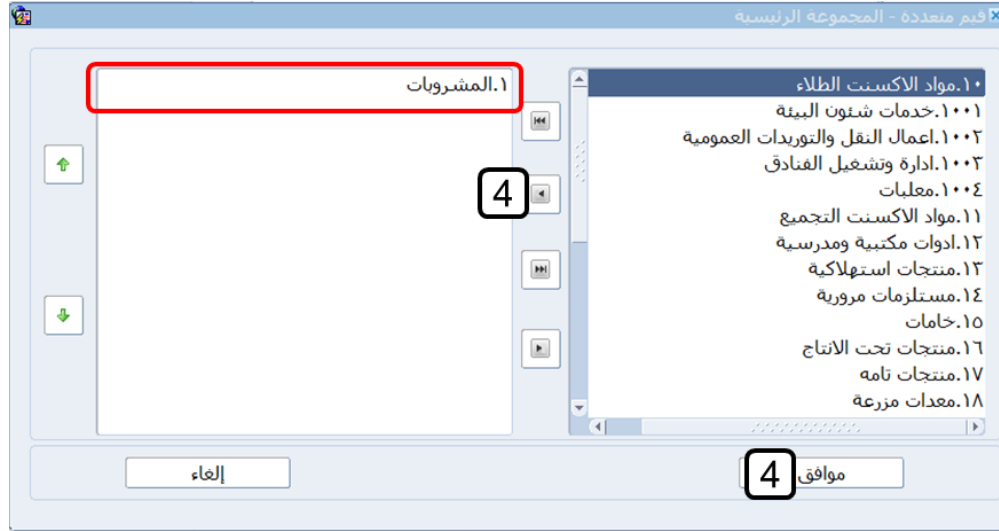 قيم متعددة - المجموعة الرئيسية
١٠.مواد الاكسنت الطلاء
١٠٠١.خدمات شئون البيئة
١٠٠٢.اعمال النقل والتوريدات العمومية
١٠٠٣.ادارة وتشغيل الفنادق
١٠٠٤.معلبات
١١.مواد الاكسنت التجميع
١٢.ادوات مكتبية ومدرسية
١٣.منتجات استهلاكية
١٤.مستلزمات مرورية
١٥.خامات
١٦.منتجات تحت الانتاج
١٧.منتجات تامه
١٨.معدات مزرعة
4
١.المشروبات
موافق
4
إلغاء